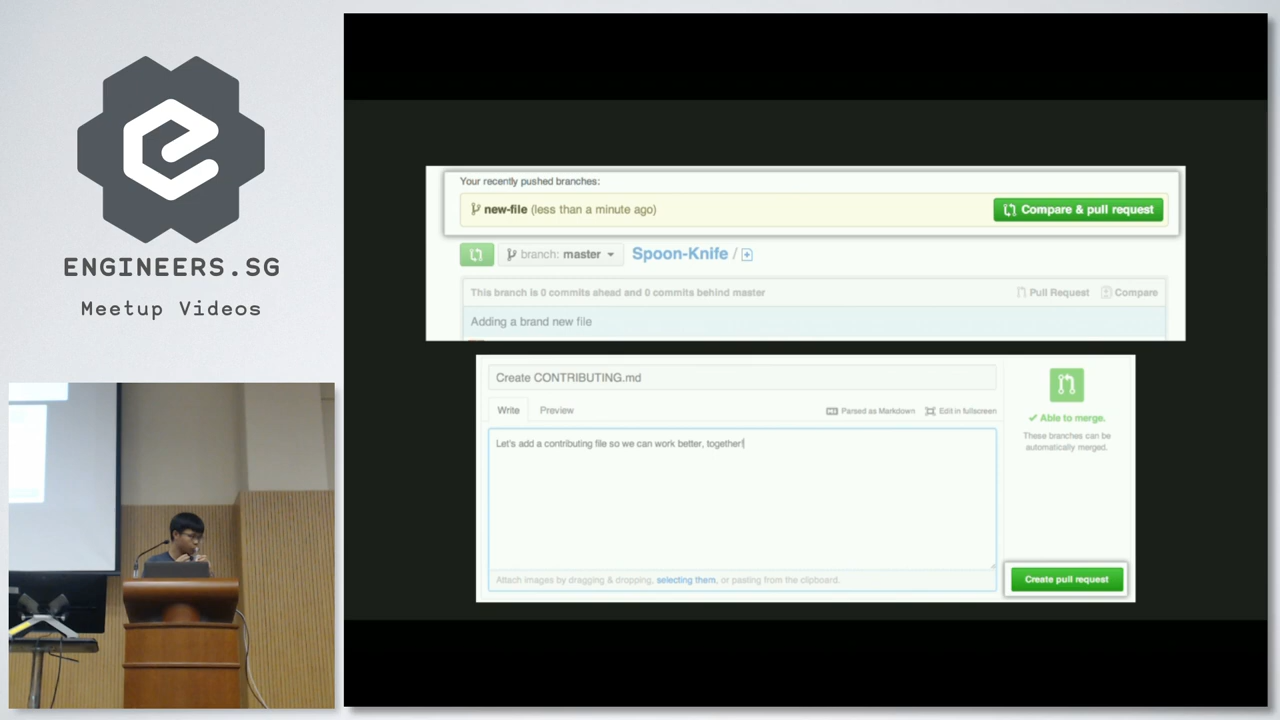 ENGINEERS.SG
Meetup Videos
Your recently pushed branches:
new-file (less than a minute ago)
Compare & pull request
branch: master
Spoon-Knife /
This branch is 0 commits ahead and 0 commits behind master
Pull Request
Compare
Adding a brand new file
Create CONTRIBUTING.md
Write
Preview
Parsed as Markdown
Edit in fullscreen
Let's add a contributing file so we can work better, together!
Attach images by dragging & dropping, selecting them, or pasting from the clipboard.
Able to merge.
These branches can be
automatically merged.
Create pull request